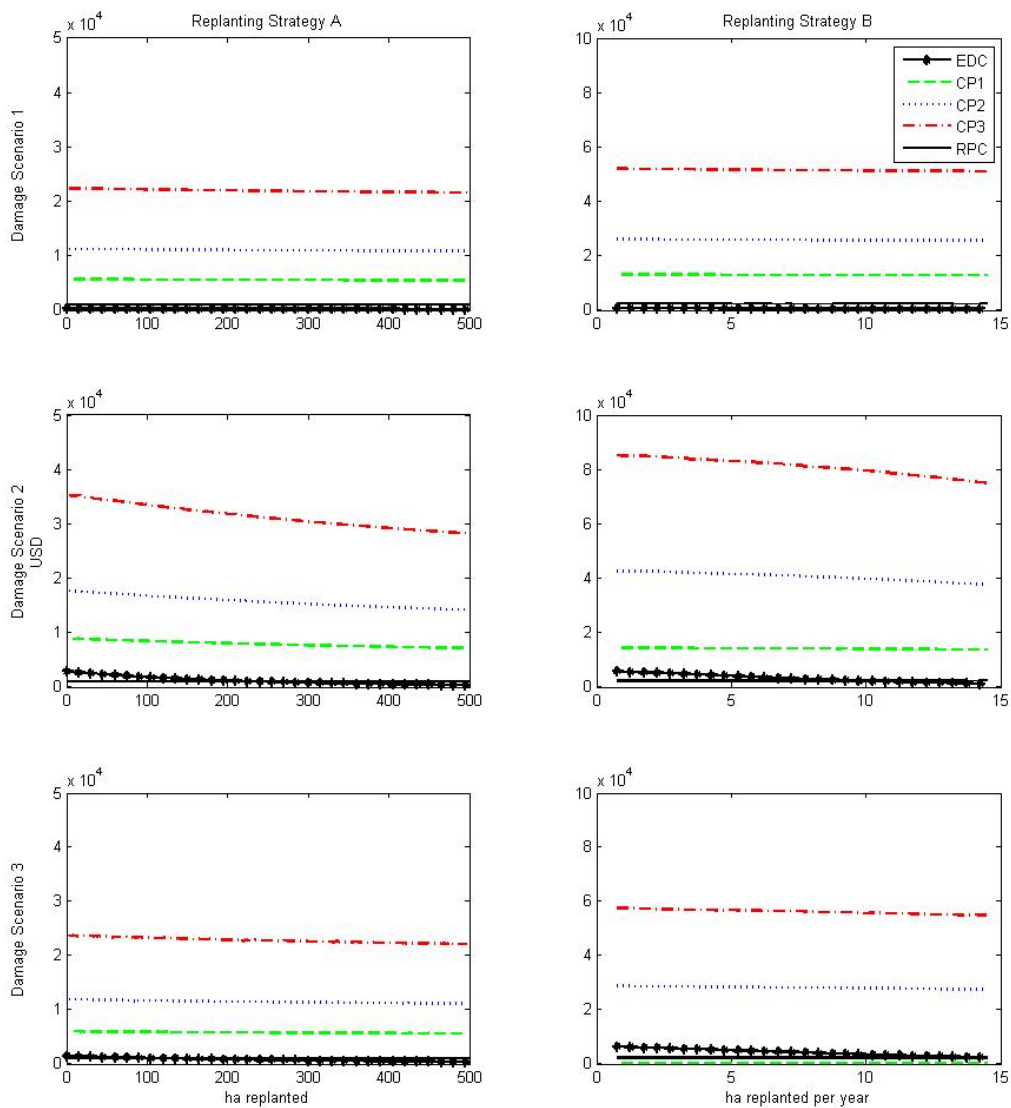 Replanting Strategy A
x 10^4
5
4
3
2
1
0
0 100 200 300 400 500
Damage Scenario 1
Replanting Strategy B
x 10^4
10
8
6
4
2
0
0 5 10 15
EDC
CP1
CP2
CP3
RPC
x 10^4
5
4
3
2
1
0
0 100 200 300 400 500
Damage Scenario 2
USD
x 10^4
10
8
6
4
2
0
0 5 10 15
x 10^4
5
4
3
2
1
0
0 100 200 300 400 500
Damage Scenario 3
ha replanted
x 10^4
10
8
6
4
2
0
0 5 10 15
ha replanted per year